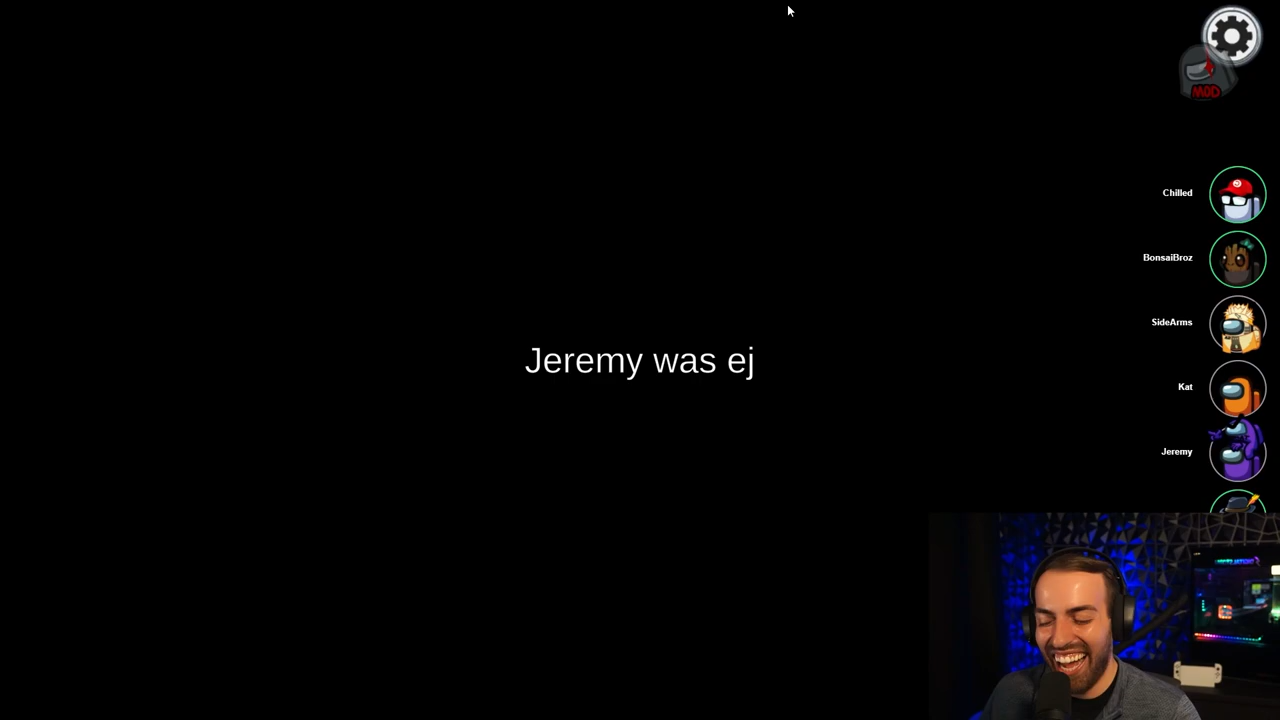 MOD
Chilled
BonsaiBroz
SideArms
Kat
Jeremy was ej
Jeremy